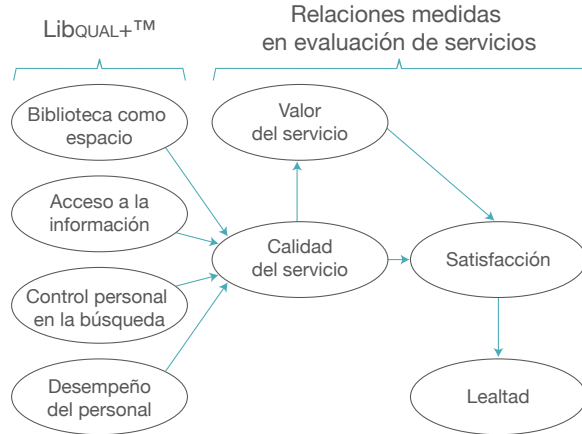 LibQUAL+™
Relaciones medidas
en evaluación de servicios
Biblioteca como
espacio
Valor
del servicio
Acceso a la
información
Calidad
del servicio
Satisfacción
Control personal
en la búsqueda
Desempeño
del personal
Lealtad